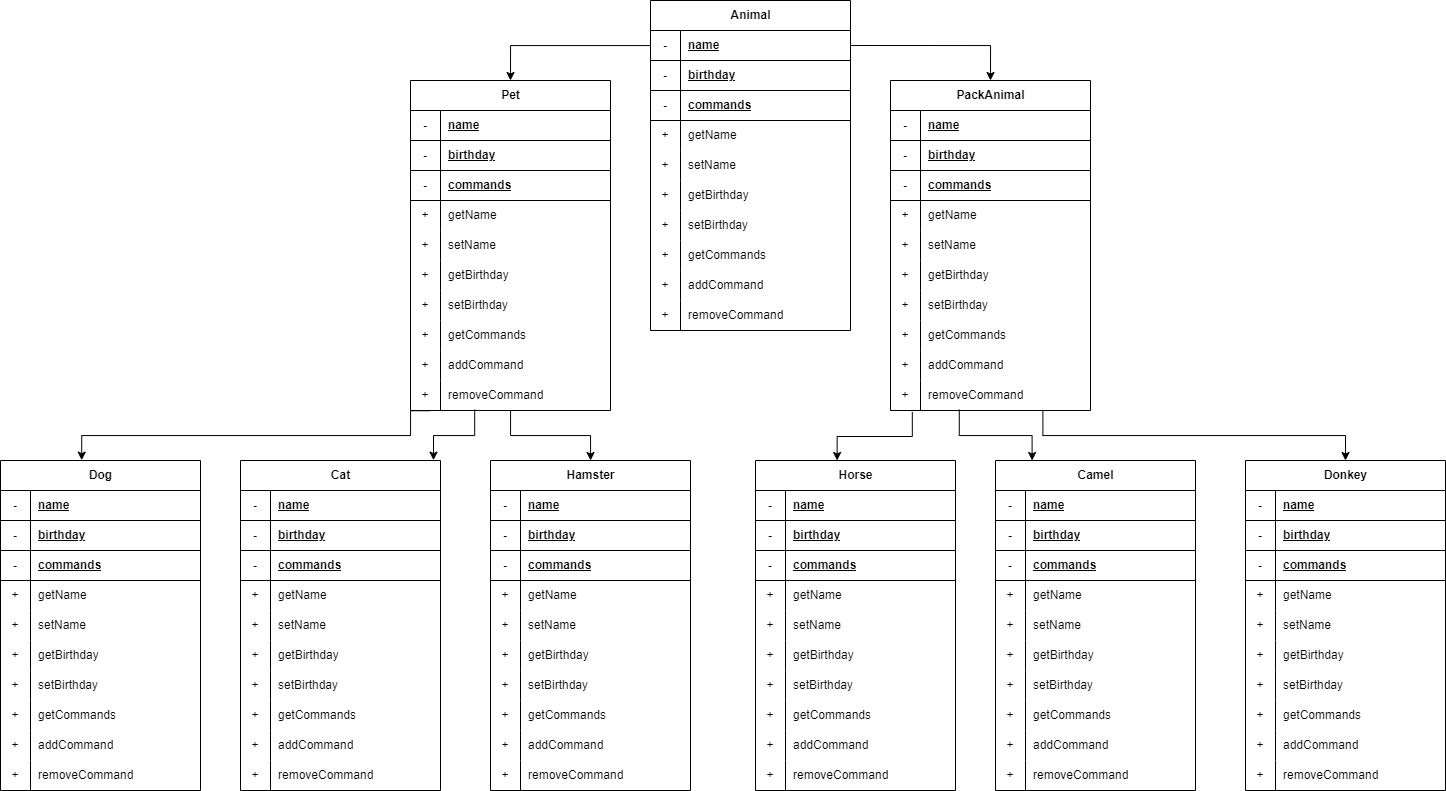 Animal
- name
- birthday
- commands
+ getName
+ setName
+ getBirthday
+ setBirthday
+ getCommands
+ addCommand
+ removeCommand
Pet
- name
- birthday
- commands
+ getName
+ setName
+ getBirthday
+ setBirthday
+ getCommands
+ addCommand
+ removeCommand
PackAnimal
- name
- birthday
- commands
+ getName
+ setName
+ getBirthday
+ setBirthday
+ getCommands
+ addCommand
+ removeCommand
Dog
- name
- birthday
- commands
+ getName
+ setName
+ getBirthday
+ setBirthday
+ getCommands
+ addCommand
+ removeCommand
Cat
- name
- birthday
- commands
+ getName
+ setName
+ getBirthday
+ setBirthday
+ getCommands
+ addCommand
+ removeCommand
Hamster
- name
- birthday
- commands
+ getName
+ setName
+ getBirthday
+ setBirthday
+ getCommands
+ addCommand
+ removeCommand
Horse
- name
- birthday
- commands
+ getName
+ setName
+ getBirthday
+ setBirthday
+ getCommands
+ addCommand
+ removeCommand
Camel
- name
- birthday
- commands
+ getName
+ setName
+ getBirthday
+ setBirthday
+ getCommands
+ addCommand
+ removeCommand
Donkey
- name
- birthday
- commands
+ getName
+ setName
+ getBirthday
+ setBirthday
+ getCommands
+ addCommand
+ removeCommand